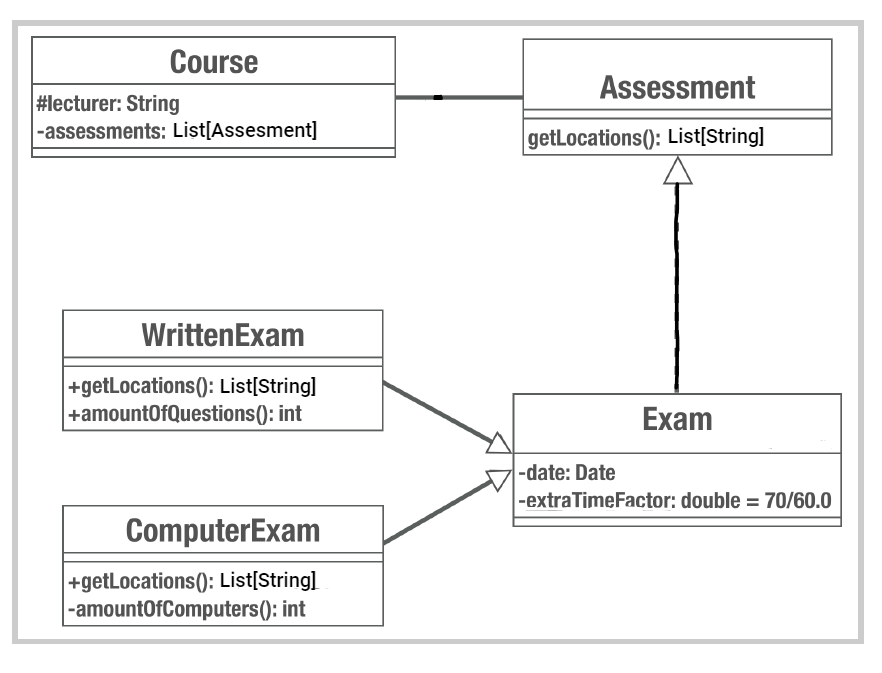 Course
#lecturer: String
-assessments: List[Assesment]
Assessment
getLocations(): List[String]
WrittenExam
+getLocations(): List[String]
+amountOfQuestions(): int
Exam
-date: Date
-extraTimeFactor: double = 70/60.0
ComputerExam
+getLocations(): List[String]
-amountOfComputers(): int